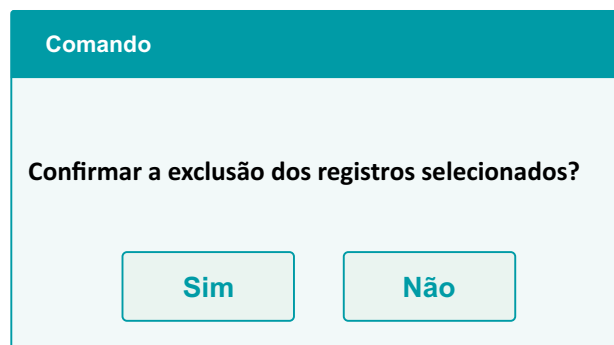 Comando
Confirmar a exclusão dos registros selecionados?
Sim Não